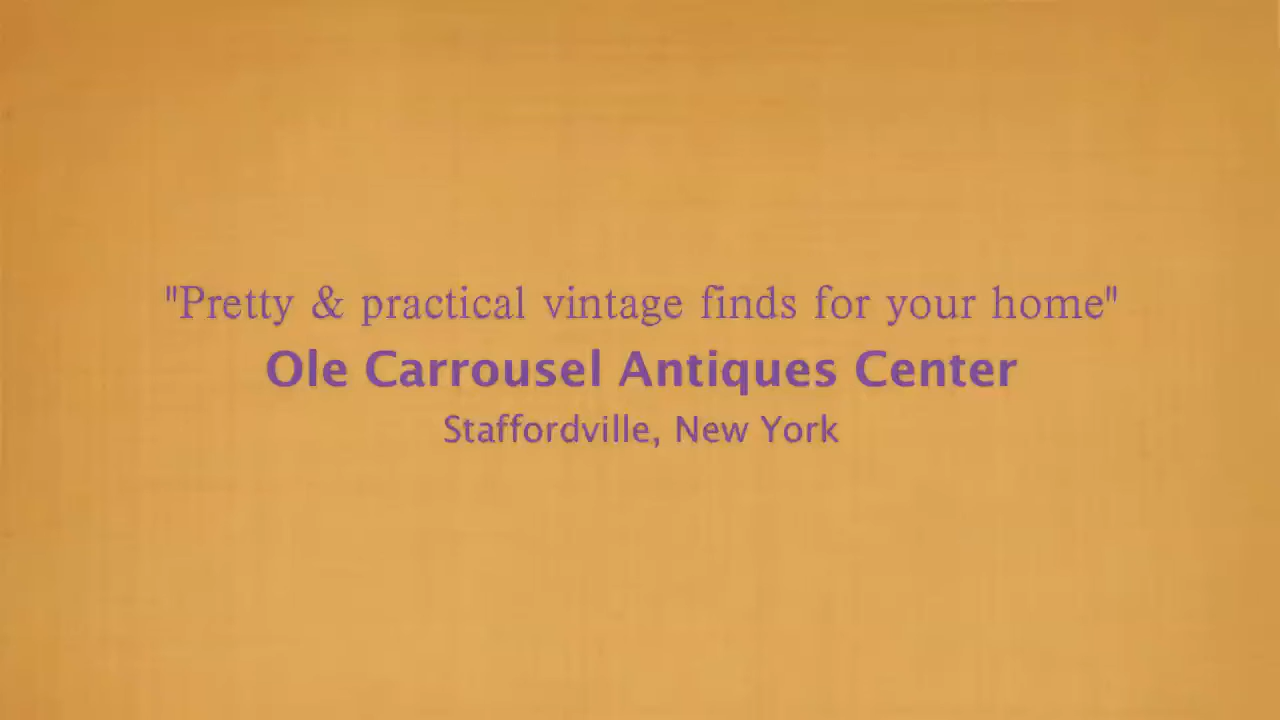 "Pretty & practical vintage finds for your home"
Ole Carrousel Antiques Center
Staffordville, New York